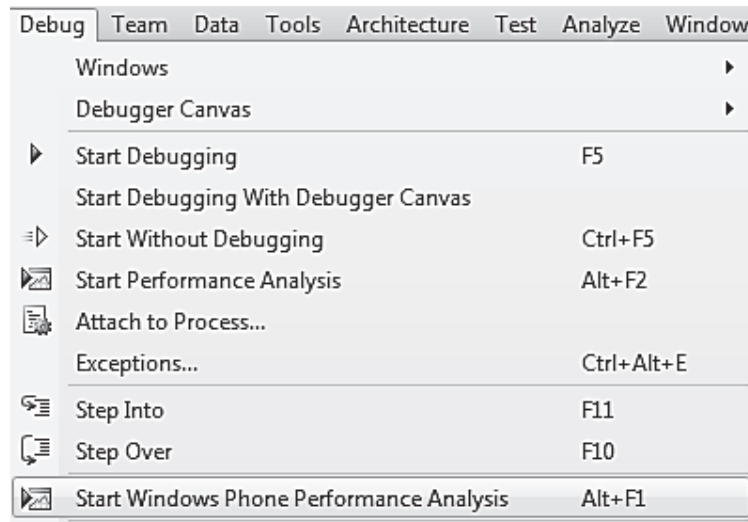 Debug Team Data Tools Architecture Test Analyze Window
Windows
Debugger Canvas
Start Debugging F5
Start Debugging With Debugger Canvas
Start Without Debugging Ctrl+F5
Start Performance Analysis Alt+F2
Attach to Process...
Exceptions... Ctrl+Alt+E
Step Into F11
Step Over F10
Start Windows Phone Performance Analysis Alt+F1